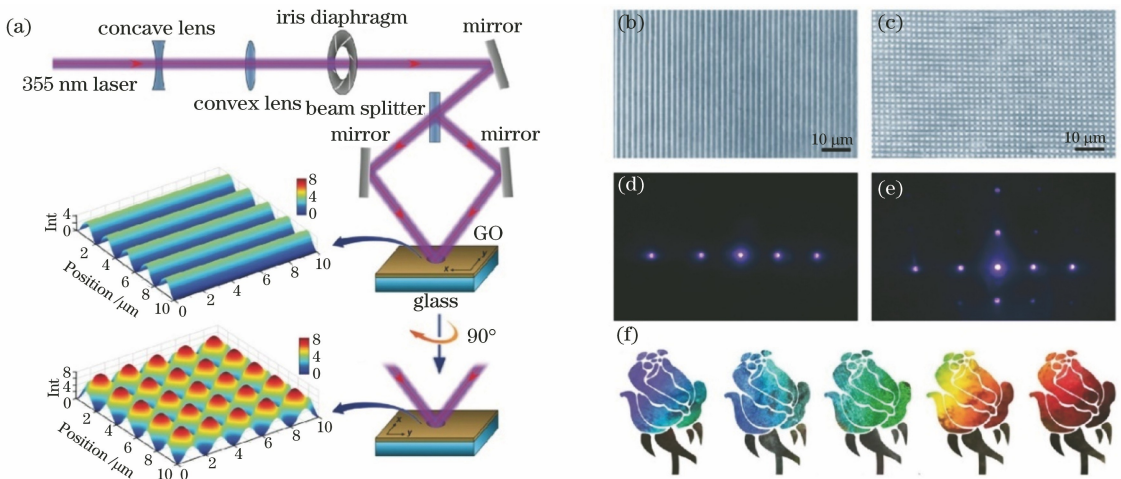 (a)
concave lens
iris diaphragm
mirror
355 nm laser
convex lens
beam splitter
mirror
mirror
8
4
0
Int
4
0
2
4
6
8
10
Position /μm
0
2
4
6
8
10
GO
x
y
glass
90°
8
4
0
Int
8
4
0
2
4
6
8
10
Position /μm
0
2
4
6
8
10
x
y
(b)
10 μm
(c)
10 μm
(d)
(e)
(f)